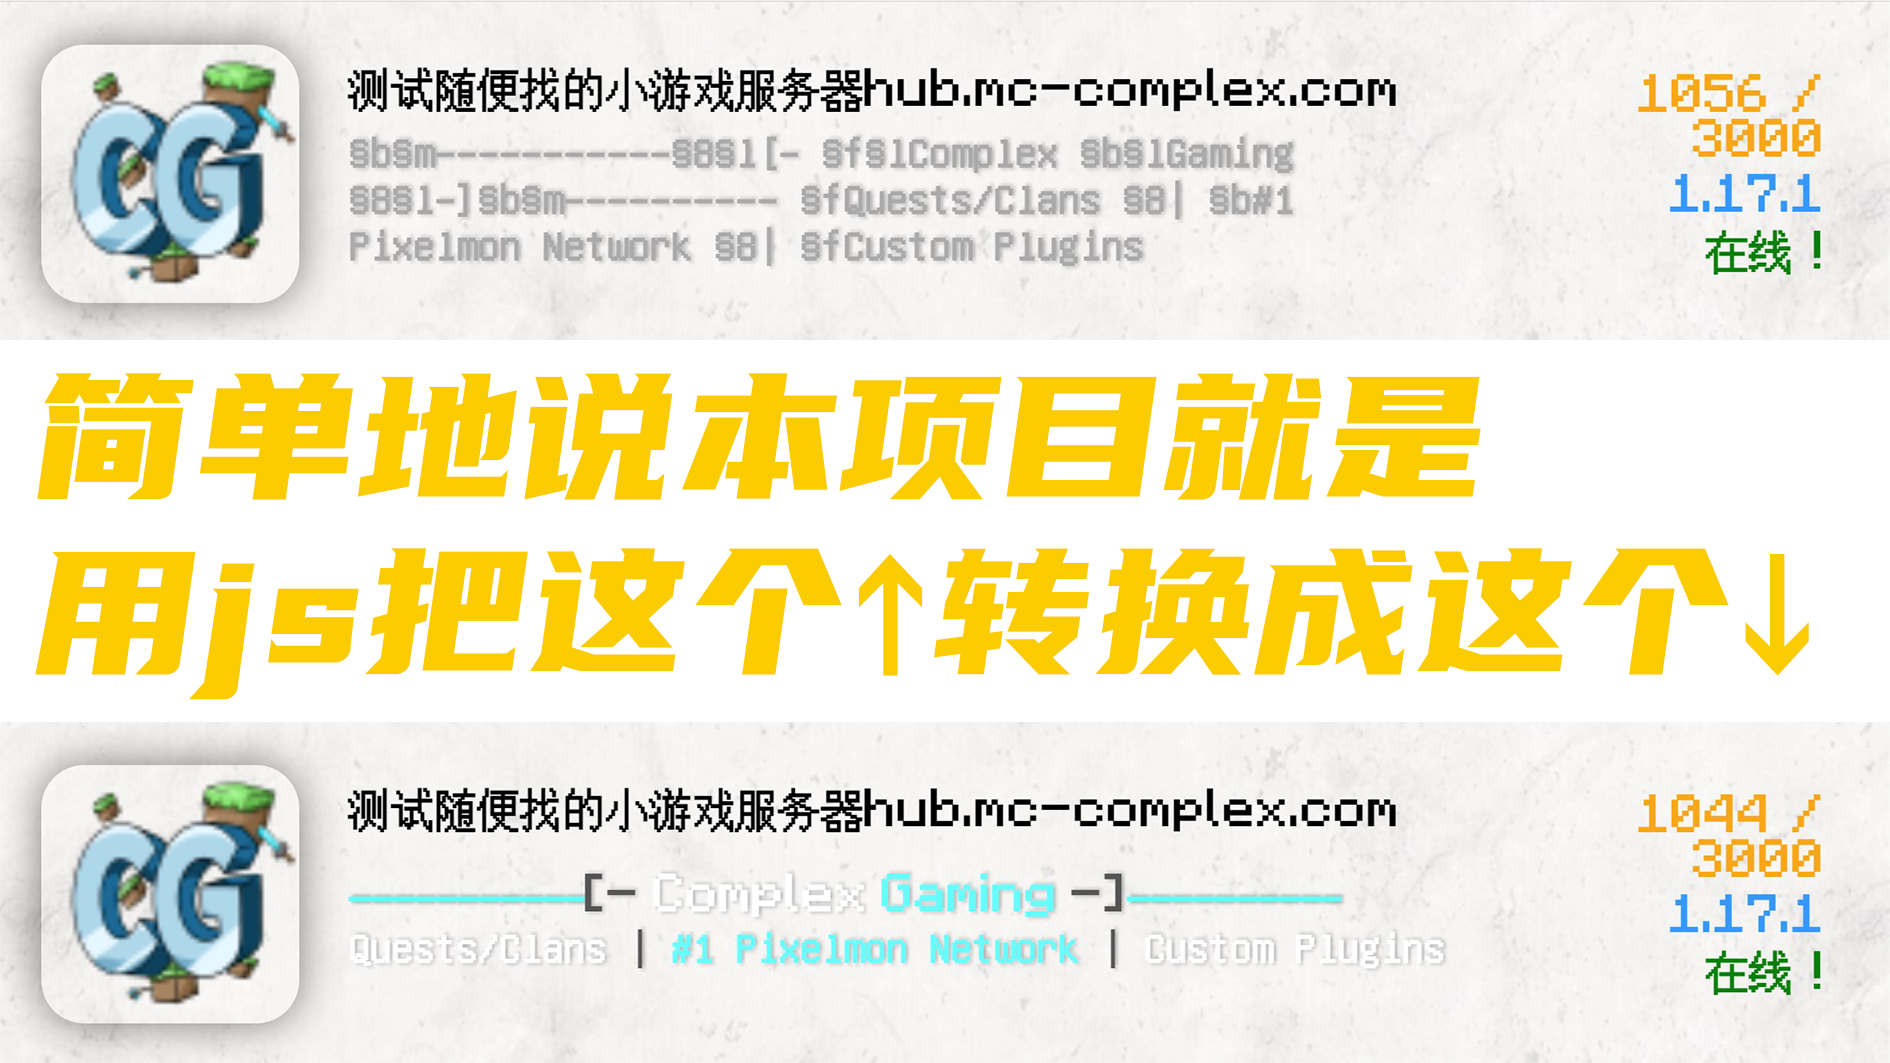 CG
测试随便找的小游戏服务器hub.mc-complex.com
§b§m-----------§8§l[- §f§lComplex §b§lGaming
§8§l-]§b§m---------- §fQuests/Clans §8| §b#1
Pixelmon Network §8| §fCustom Plugins
1056 /
3000
1.17.1
在线！
简单地说本项目就是
用js把这个↑转换成这个↓
CG
测试随便找的小游戏服务器hub.mc-complex.com
-----------[- Complex Gaming -]----------
Quests/Clans | #1 Pixelmon Network | Custom Plugins
1044 /
3000
1.17.1
在线！